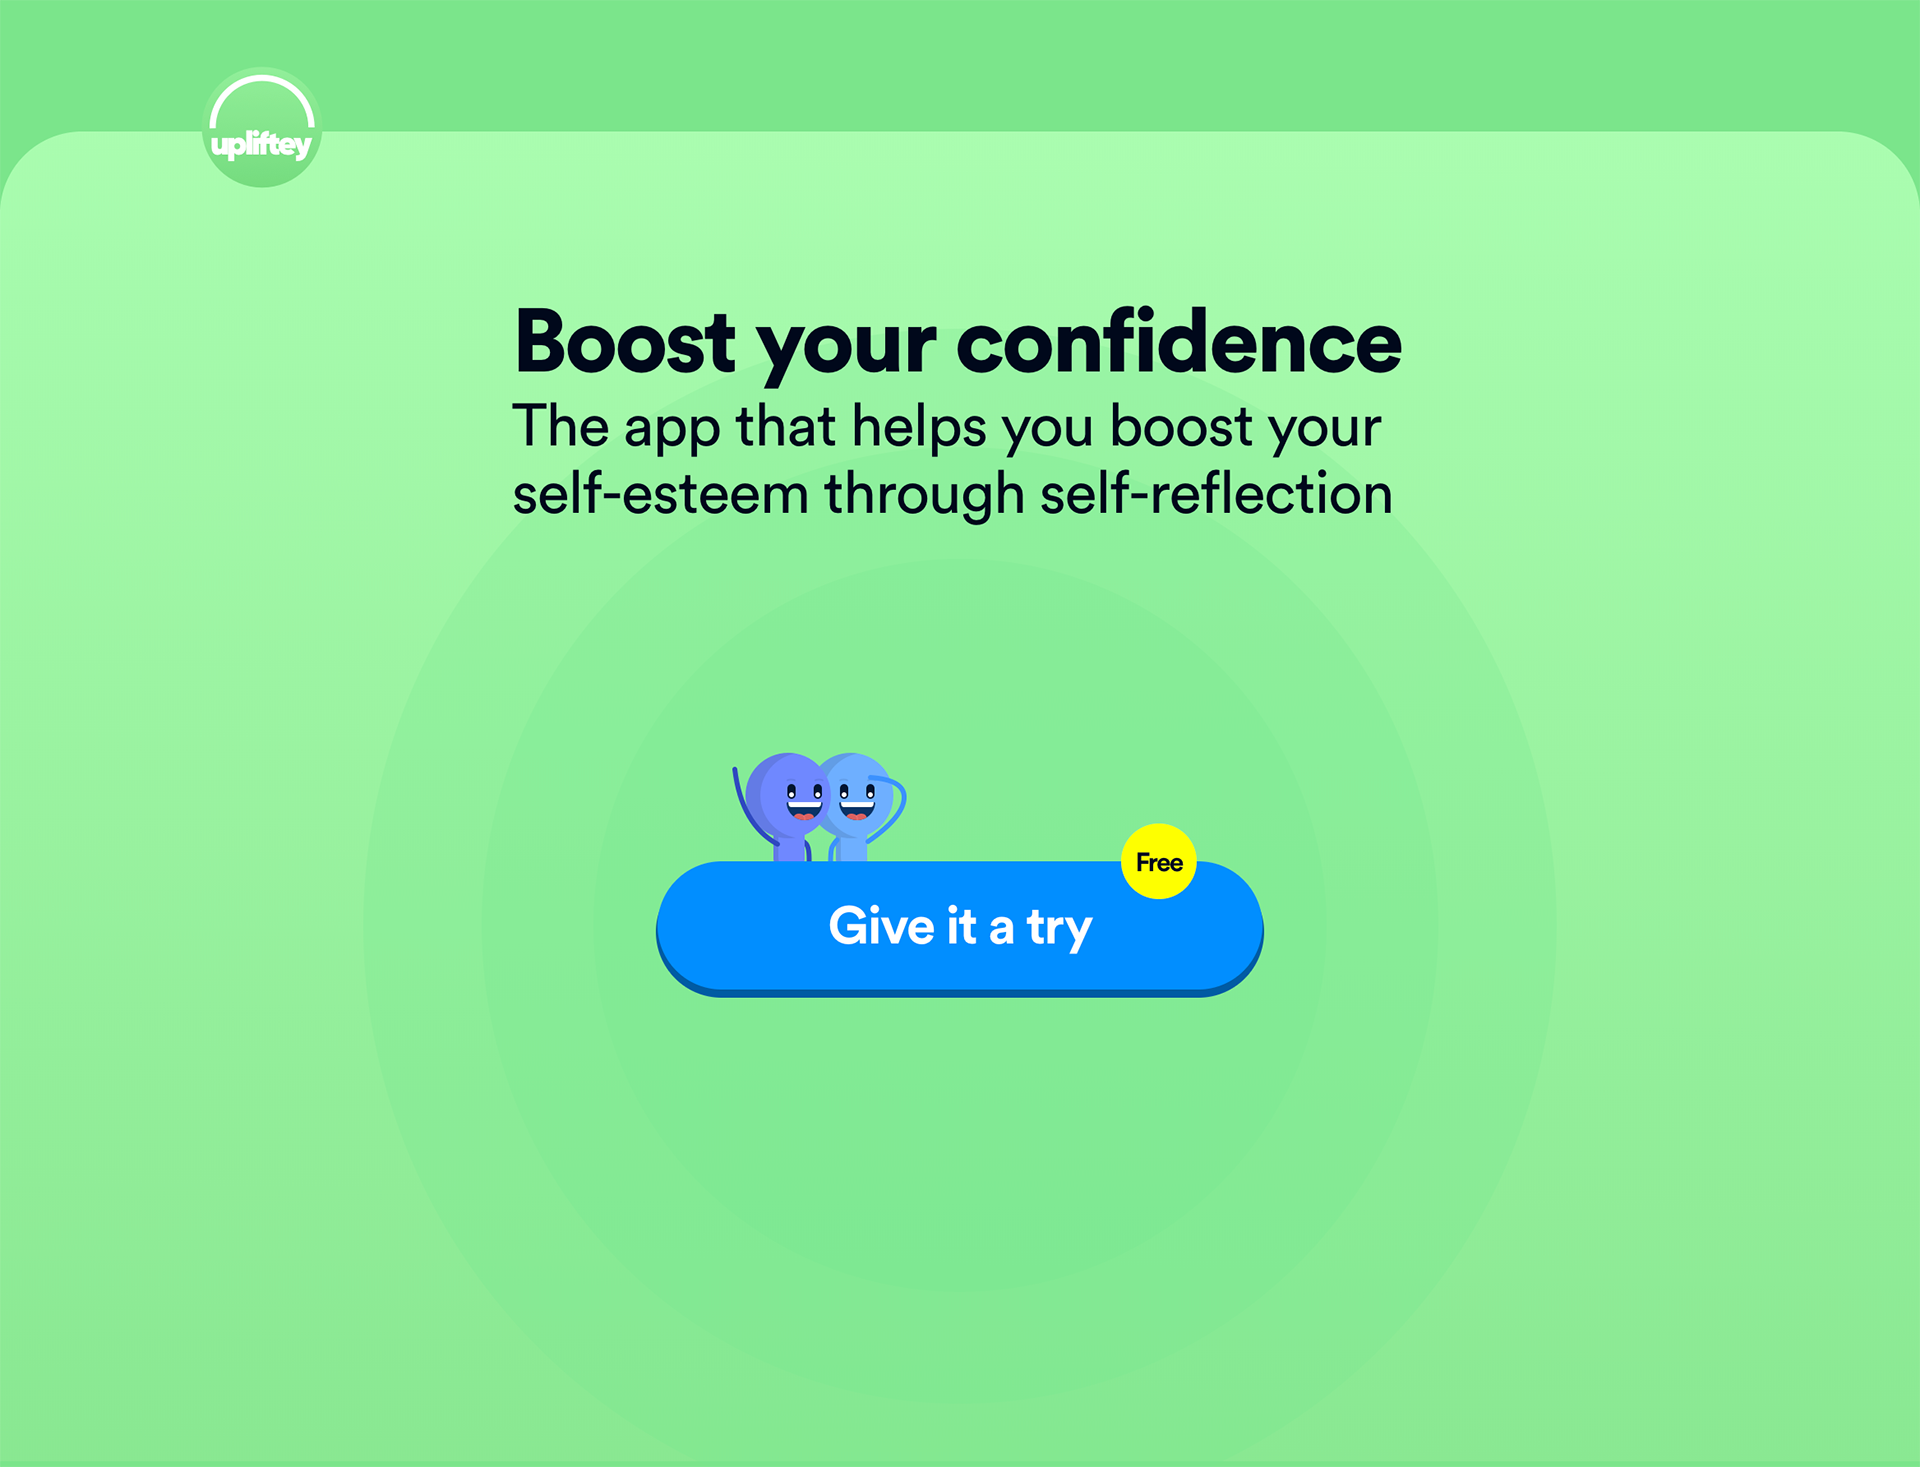 upliftey
Boost your confidence
The app that helps you boost your
self-esteem through self-reflection
Free
Give it a try